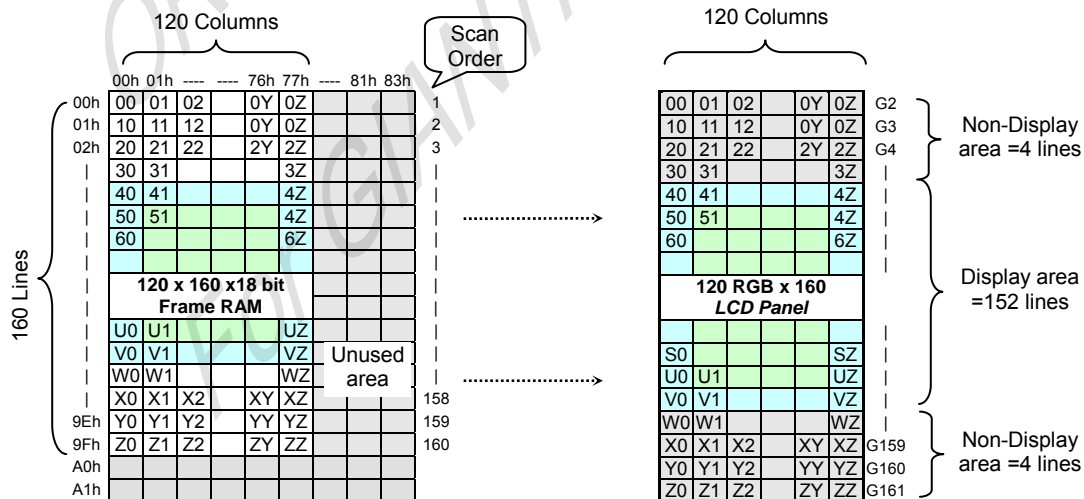 120 Columns
120 Columns
Scan Order
00h 01h ---- ---- 76h 77h ---- 81h 83h
00h 00 01 02 0Y 0Z 1 00 01 02 0Y 0Z G2
01h 10 11 12 0Y 0Z 2 10 11 12 0Y 0Z G3
02h 20 21 22 2Y 2Z 3 20 21 22 2Y 2Z G4
30 31 3Z 30 31 3Z
Non-Display area =4 lines
40 41 4Z 40 41 4Z
50 51 4Z 50 51 4Z
60 6Z 60 6Z
160 Lines
120 x 160 x18 bit
Frame RAM
120 RGB x 160
LCD Panel
Display area
=152 lines
U0 U1 UZ
V0 V1 VZ S0 SZ
W0 W1 WZ U0 U1 UZ
Unused area
X0 X1 X2 XY XZ 158 V0 V1 VZ
9Eh Y0 Y1 Y2 YY YZ 159 W0 W1 WZ
9Fh Z0 Z1 Z2 ZY ZZ 160 X0 X1 X2 XY XZ G159
A0h Y0 Y1 Y2 YY YZ G160
A1h Z0 Z1 Z2 ZY ZZ G161
Non-Display
area =4 lines
For